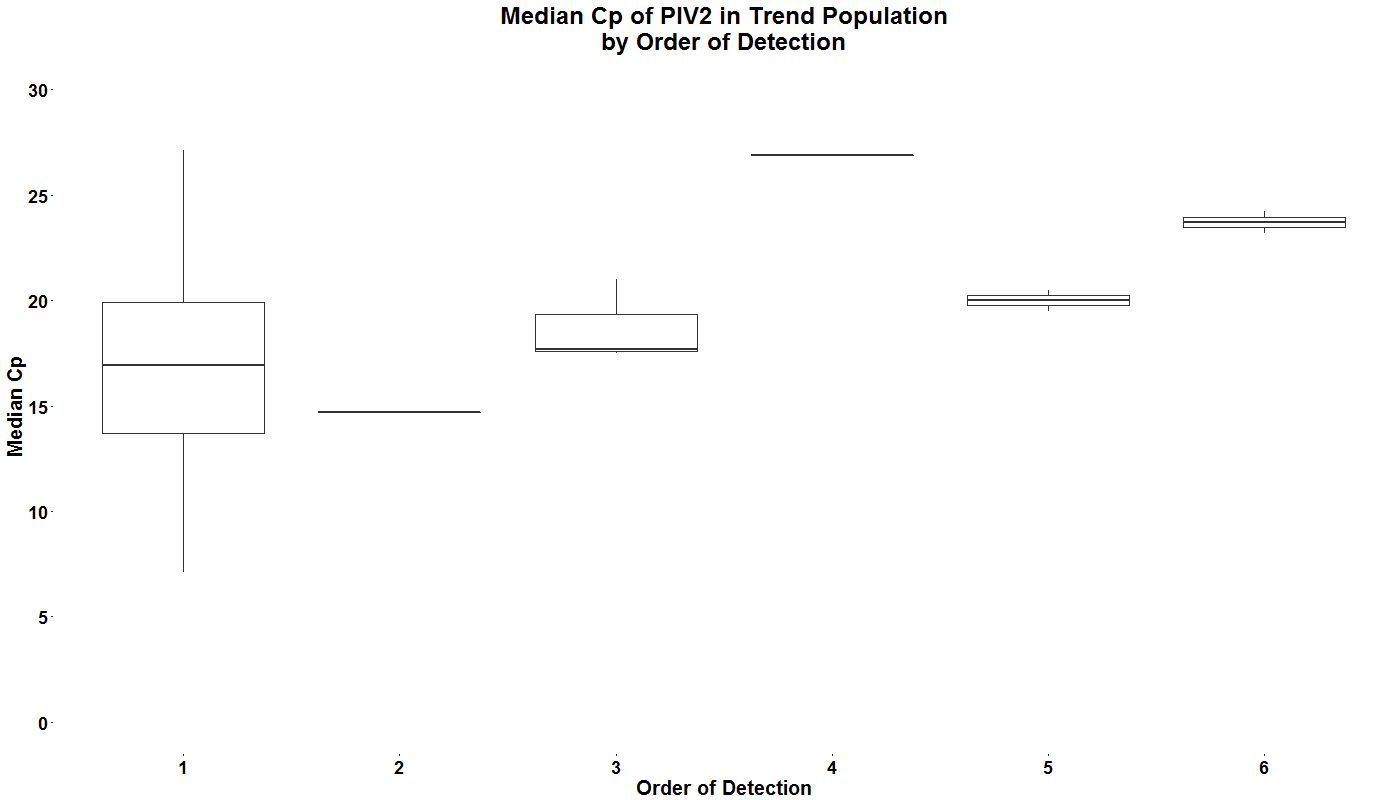 Median Cp of PIV2 in Trend Population
by Order of Detection
Median Cp
30
25
20
15
10
5
0
1 2 3 4 5 6
Order of Detection